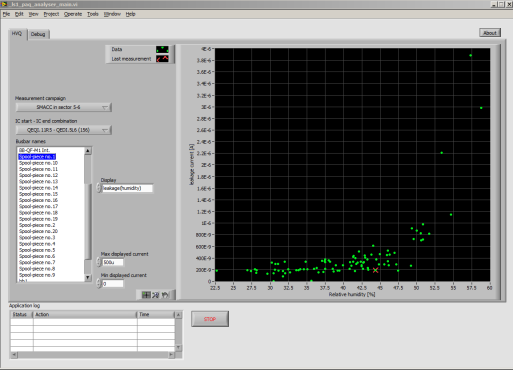 File Edit View Project Operate Tools Window Help
HVQ Debug
About
Data
Last measurement
Measurement campaign
SMACC in sector 5-6
IC start - IC end combination
QEQI.11R5 - QEDI.5L6 (156)
Busbar names
BB-QF-M1 Int.
Spool-piece no.1
Spool-piece no.10
Spool-piece no.11
Spool-piece no.12
Spool-piece no.13
Spool-piece no.14
Spool-piece no.15
Spool-piece no.16
Spool-piece no.17
Spool-piece no.18
Spool-piece no.19
Spool-piece no.2
Spool-piece no.20
Spool-piece no.3
Spool-piece no.4
Spool-piece no.5
Spool-piece no.6
Spool-piece no.7
Spool-piece no.8
Spool-piece no.9
Display
leakage(humidity)
Max displayed current
500u
Min displayed current
0
leakage current [A]
4E-6
3.8E-6
3.6E-6
3.4E-6
3.2E-6
3E-6
2.8E-6
2.6E-6
2.4E-6
2.2E-6
2E-6
1.8E-6
1.6E-6
1.4E-6
1.2E-6
1E-6
800E-9
600E-9
400E-9
200E-9
0E+0
22.5 25 27.5 30 32.5 35 37.5 40 42.5 45 47.5 50 52.5 55 57.5 60
Relative humidity [%]
Application log
Status Action Time
STOP